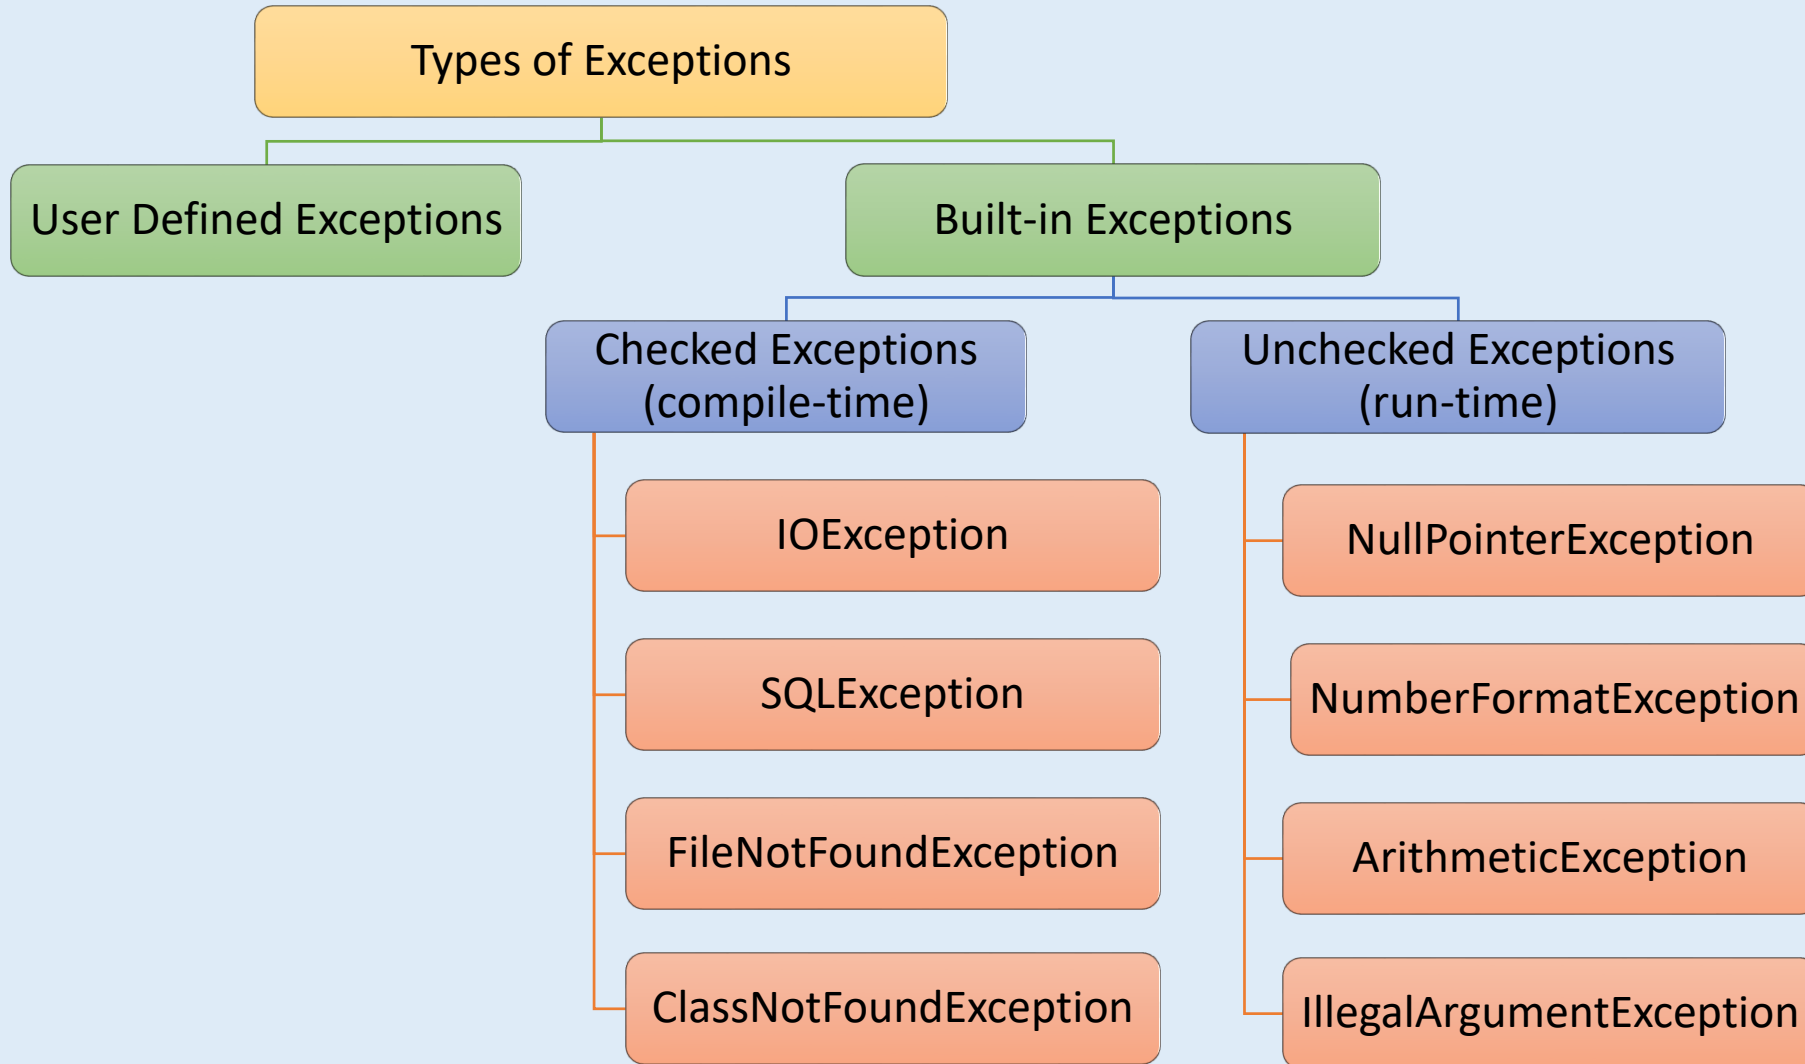 Types of Exceptions
User Defined Exceptions
Built-in Exceptions
Checked Exceptions
(compile-time)
Unchecked Exceptions
(run-time)
IOException
SQLException
FileNotFoundException
ClassNotFoundException
NullPointerException
NumberFormatException
ArithmeticException
IllegalArgumentException